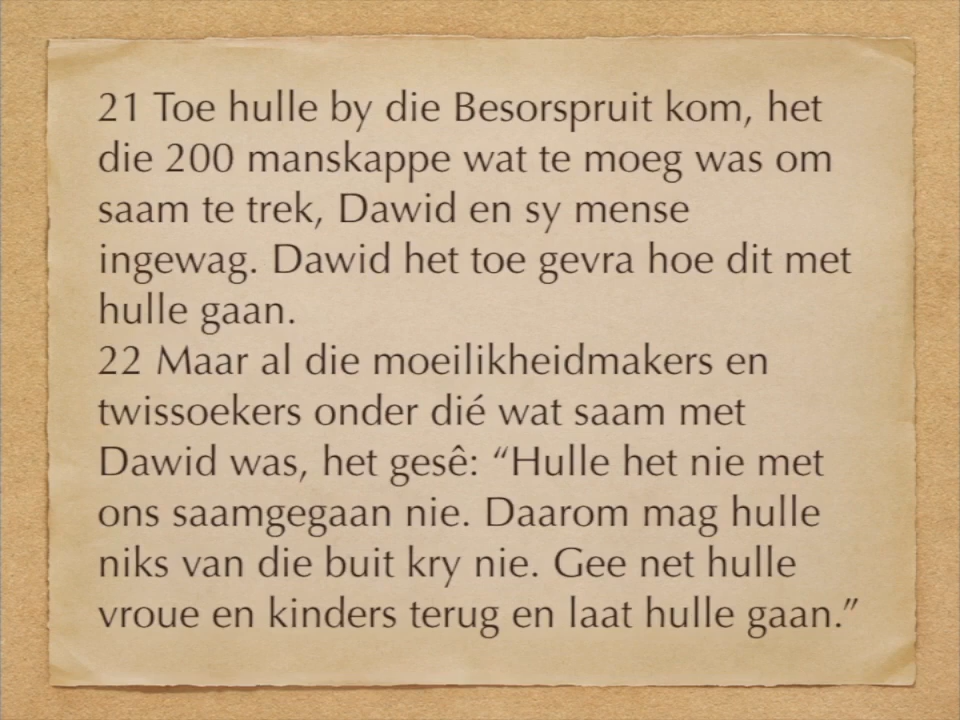 21 Toe hulle by die Besorspruit kom, het
die 200 manskappe wat te moeg was om
saam te trek, Dawid en sy mense
ingewag. Dawid het toe gevra hoe dit met
hulle gaan.
22 Maar al die moeilikheidmakers en
twissoekers onder dié wat saam met
Dawid was, het gesê: “Hulle het nie met
ons saamgegaan nie. Daarom mag hulle
niks van die buit kry nie. Gee net hulle
vroue en kinders terug en laat hulle gaan.”